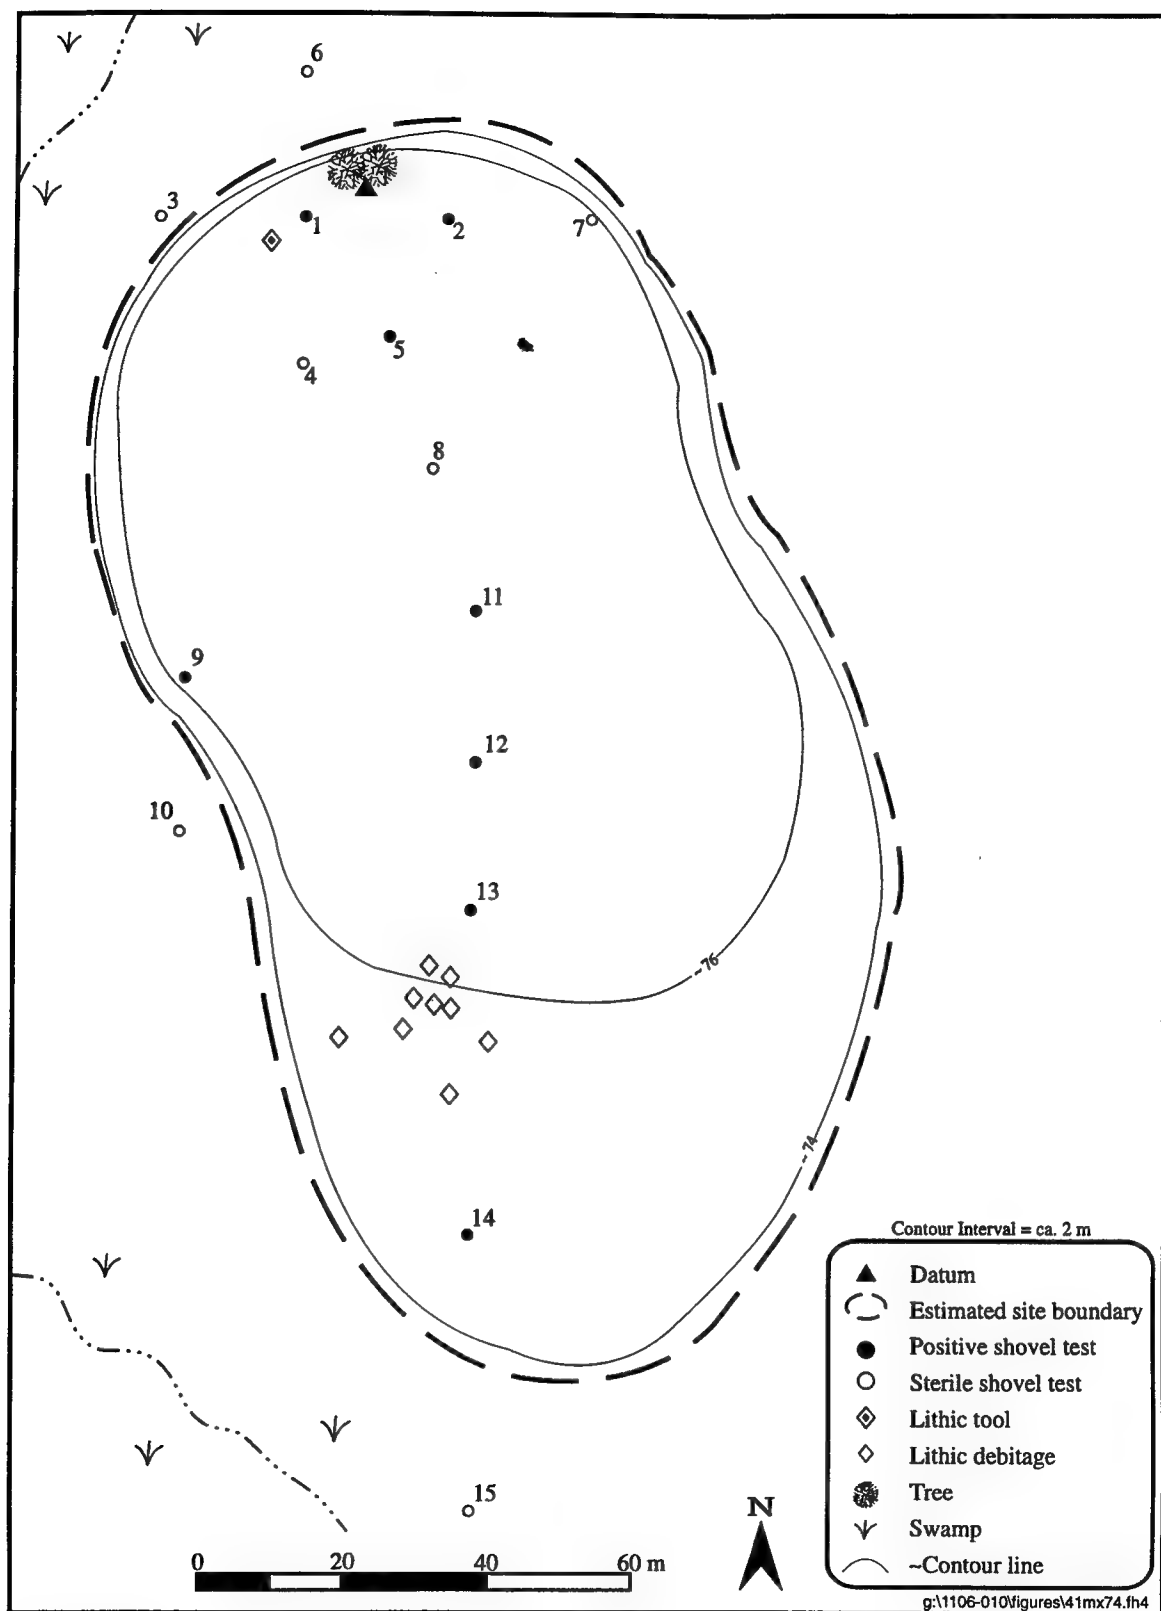 6
3
1
2
7
5
4
8
11
9
12
10
13
~76
~74
14
15
0 20 40 60 m
N
Contour Interval = ca. 2 m
Datum
Estimated site boundary
Positive shovel test
Sterile shovel test
Lithic tool
Lithic debitage
Tree
Swamp
~Contour line
g:\1106-010\figures\41mx74.fh4